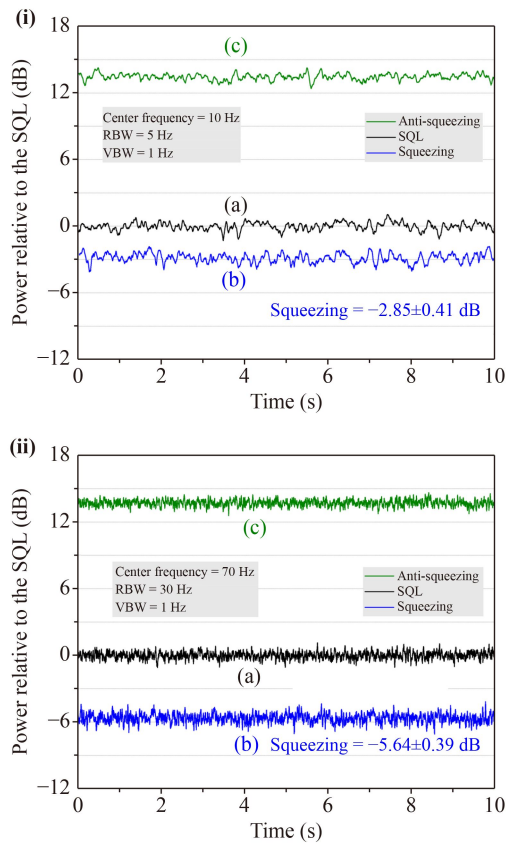 (i)
18
12
6
0
−6
−12
Power relative to the SQL (dB)
(c)
Center frequency = 10 Hz
RBW = 5 Hz
VBW = 1 Hz
Anti-squeezing
SQL
Squeezing
(a)
(b)
Squeezing = −2.85±0.41 dB
0 2 4 6 8 10
Time (s)
(ii)
18
12
6
0
−6
−12
Power relative to the SQL (dB)
(c)
Center frequency = 70 Hz
RBW = 30 Hz
VBW = 1 Hz
Anti-squeezing
SQL
Squeezing
(a)
(b) Squeezing = −5.64±0.39 dB
0 2 4 6 8 10
Time (s)